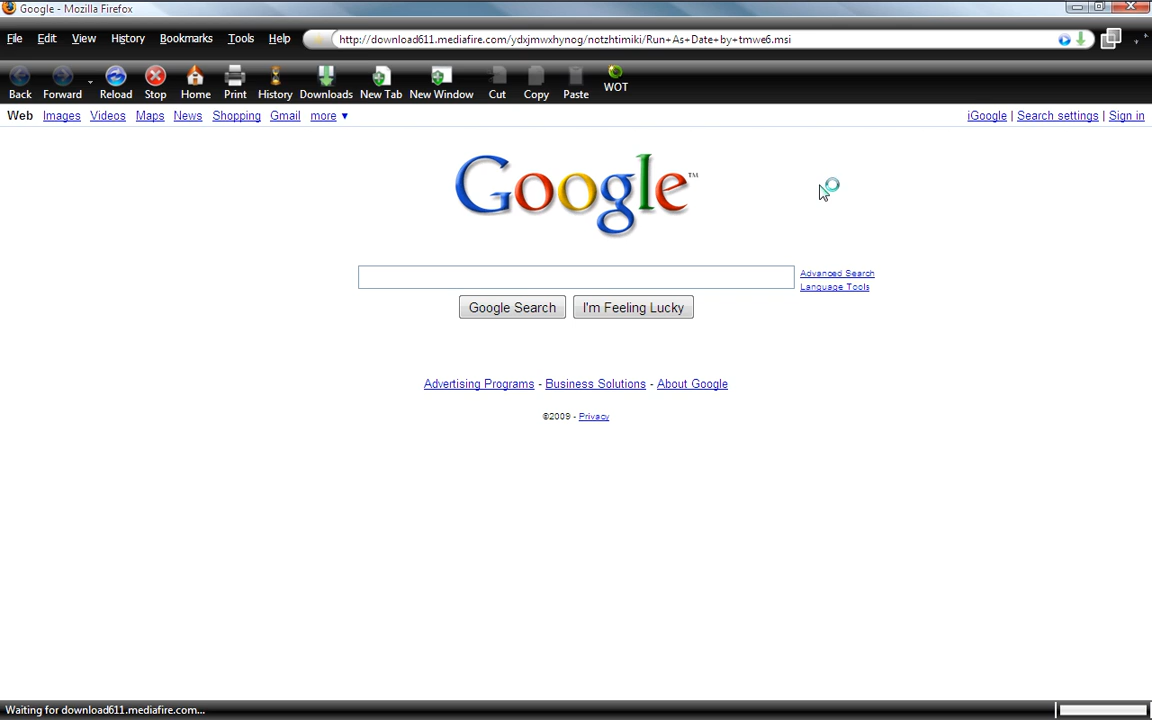 Google - Mozilla Firefox
File Edit View History Bookmarks Tools Help http://download611.mediafire.com/ydxjmwxhynog/notzhtimiki/Run+As+Date+by+tmwe6.msi
Back Forward Reload Stop Home Print History Downloads New Tab New Window Cut Copy Paste WOT
Web Images Videos Maps News Shopping Gmail more ▼ iGoogle | Search settings | Sign in
Google™
Advanced Search
Language Tools
Google Search I'm Feeling Lucky
Advertising Programs - Business Solutions - About Google
©2009 - Privacy
Waiting for download611.mediafire.com...